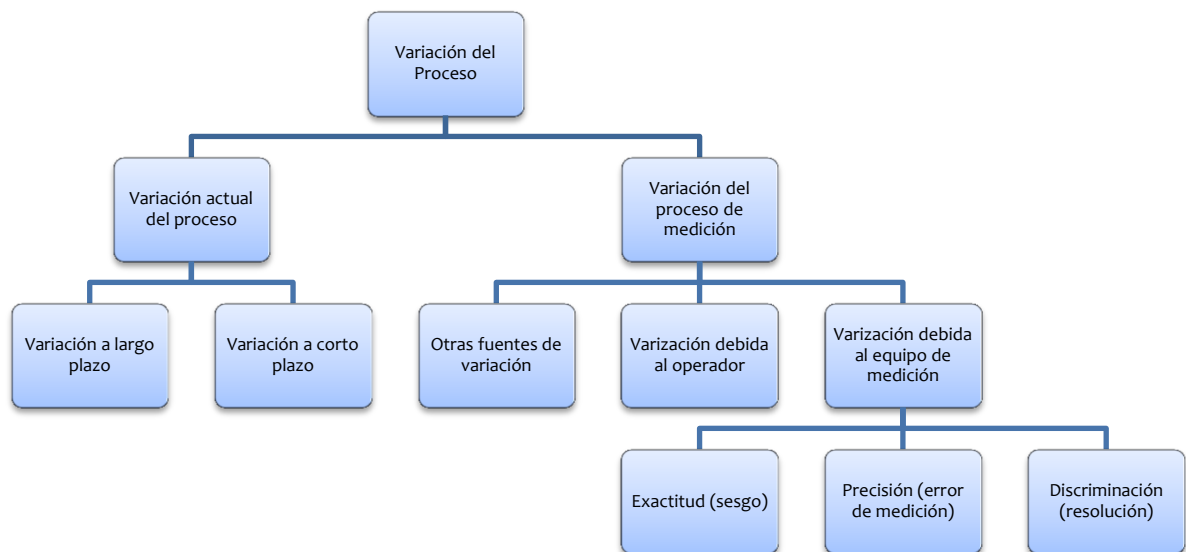 Variación del
Proceso
Variación actual
del proceso
Variación del
proceso de
medición
Variación a largo
plazo
Variación a corto
plazo
Otras fuentes de
variación
Varización debida
al operador
Varización debida
al equipo de
medición
Exactitud (sesgo)
Precisión (error
de medición)
Discriminación
(resolución)